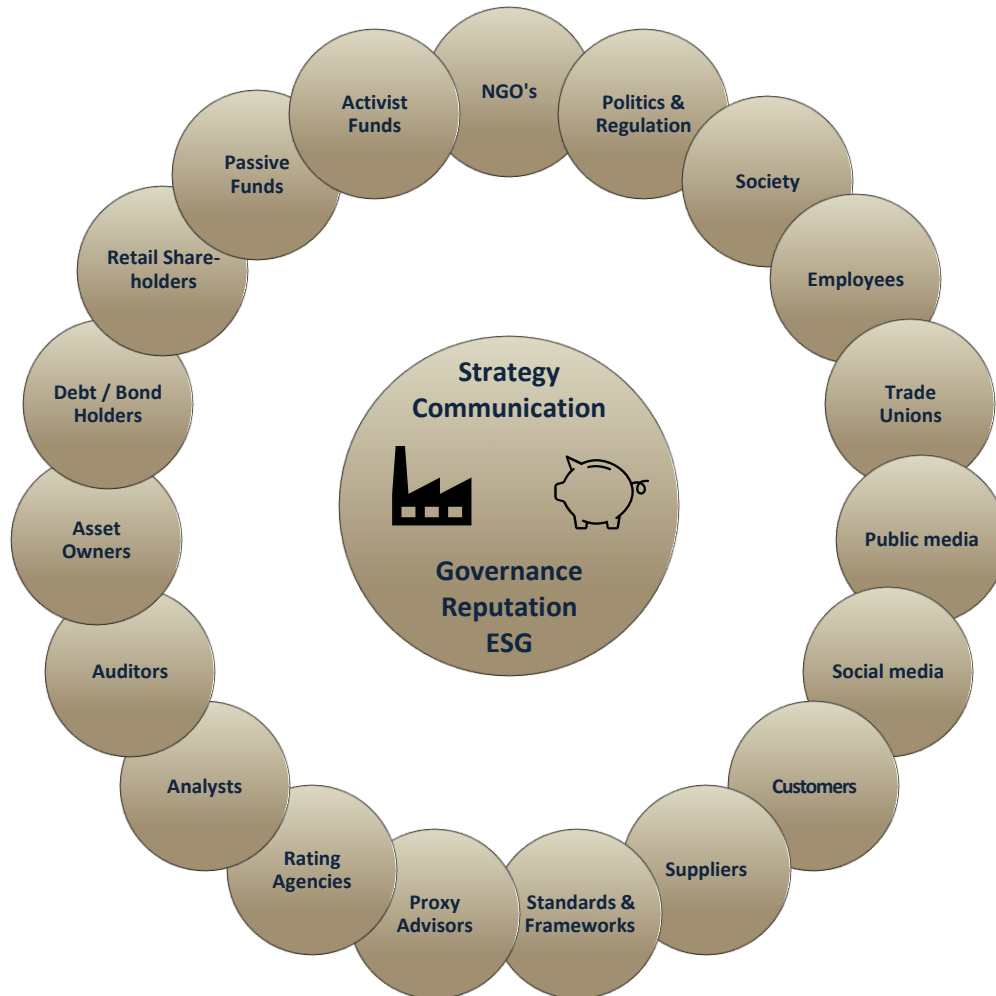 NGO's
Politics &
Regulation
Society
Employees
Trade
Unions
Public media
Social media
Customers
Suppliers
Standards &
Frameworks
Proxy
Advisors
Rating
Agencies
Analysts
Auditors
Asset
Owners
Debt / Bond
Holders
Retail Share-
holders
Passive
Funds
Activist
Funds
Strategy
Communication
Governance
Reputation
ESG